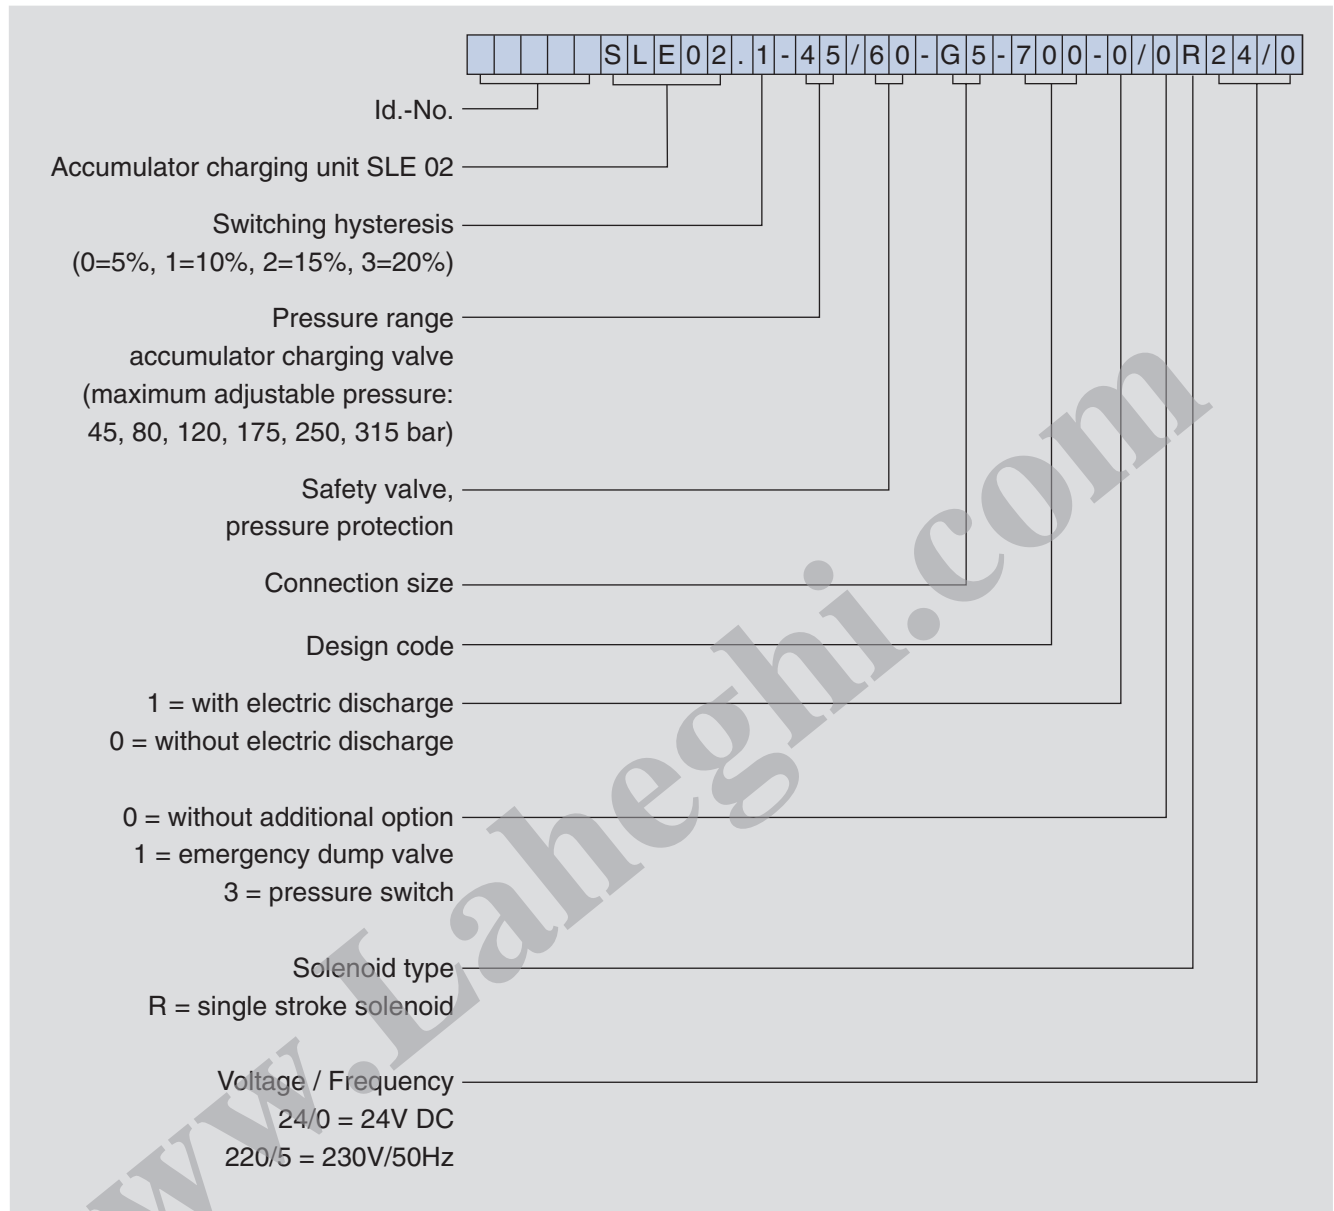 SLE02.1-45/60-G5-700-0/0R24/0
Id.-No.
Accumulator charging unit SLE 02
Switching hysteresis
(0=5%, 1=10%, 2=15%, 3=20%)
Pressure range
accumulator charging valve
(maximum adjustable pressure:
45, 80, 120, 175, 250, 315 bar)
Safety valve,
pressure protection
Connection size
Design code
1 = with electric discharge
0 = without electric discharge
0 = without additional option
1 = emergency dump valve
3 = pressure switch
Solenoid type
R = single stroke solenoid
Voltage / Frequency
24/0 = 24V DC
220/5 = 230V/50Hz
www.Laheghi.com